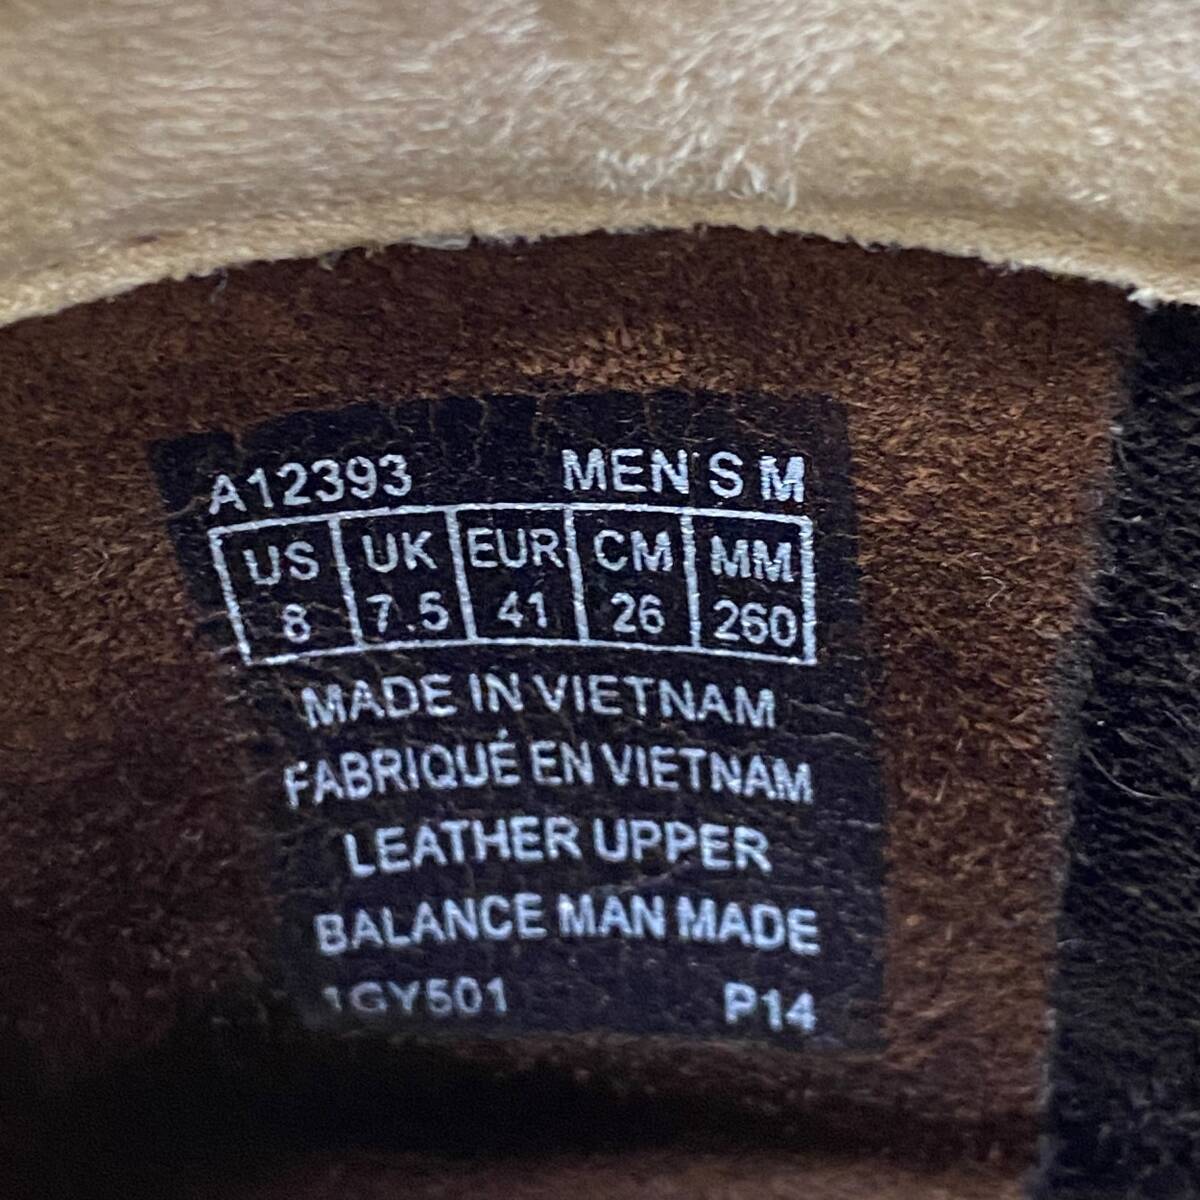 A12393 MEN'S M
US UK EUR CM MM
8 7.5 41 26 260
MADE IN VIETNAM
FABRIQUÉ EN VIETNAM
LEATHER UPPER
BALANCE MAN MADE
1GY501 P14